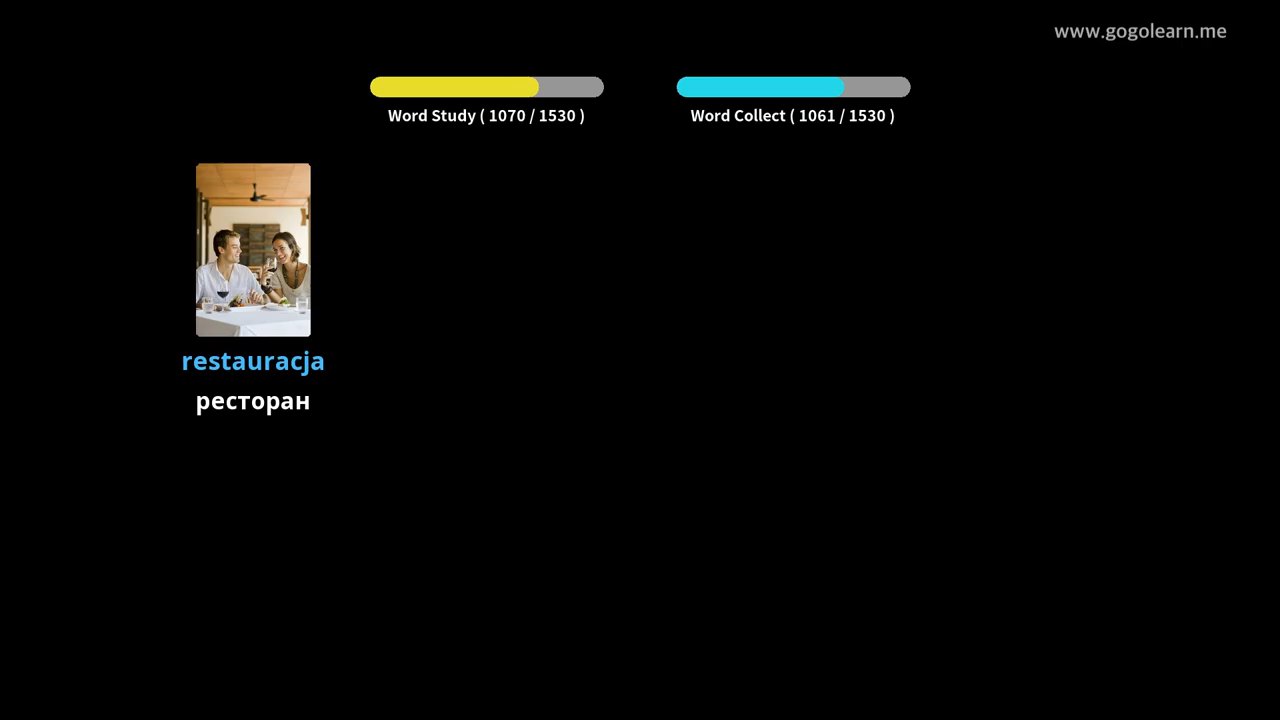 www.gogolearn.me
Word Study ( 1070 / 1530 )
Word Collect ( 1061 / 1530 )
restauracja
ресторан